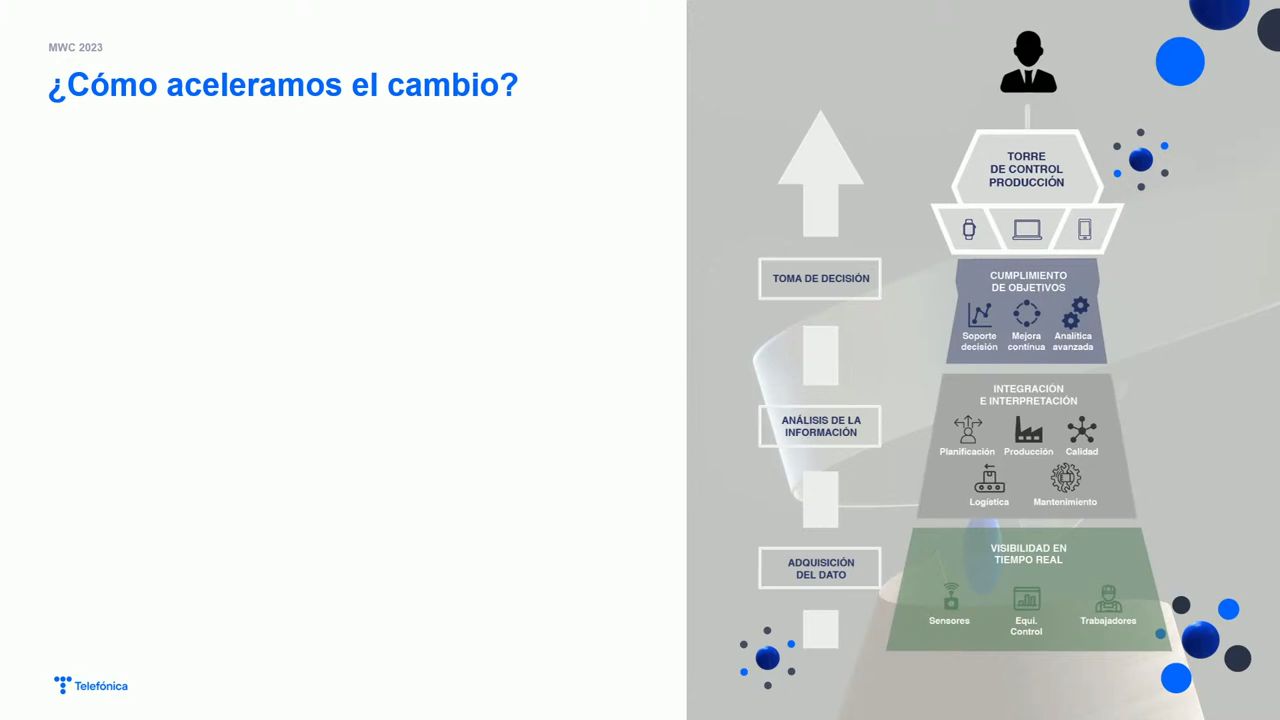 MWC 2023
¿Cómo aceleramos el cambio?
TORRE
DE CONTROL
PRODUCCIÓN
TOMA DE DECISIÓN
CUMPLIMIENTO
DE OBJETIVOS
Soporte
decisión
Mejora
contínua
Analítica
avanzada
ANÁLISIS DE LA
INFORMACIÓN
INTEGRACIÓN
E INTERPRETACIÓN
Planificación
Producción
Calidad
Logística
Mantenimiento
ADQUISICIÓN
DEL DATO
VISIBILIDAD EN
TIEMPO REAL
Sensores
Equi.
Control
Trabajadores
Telefónica